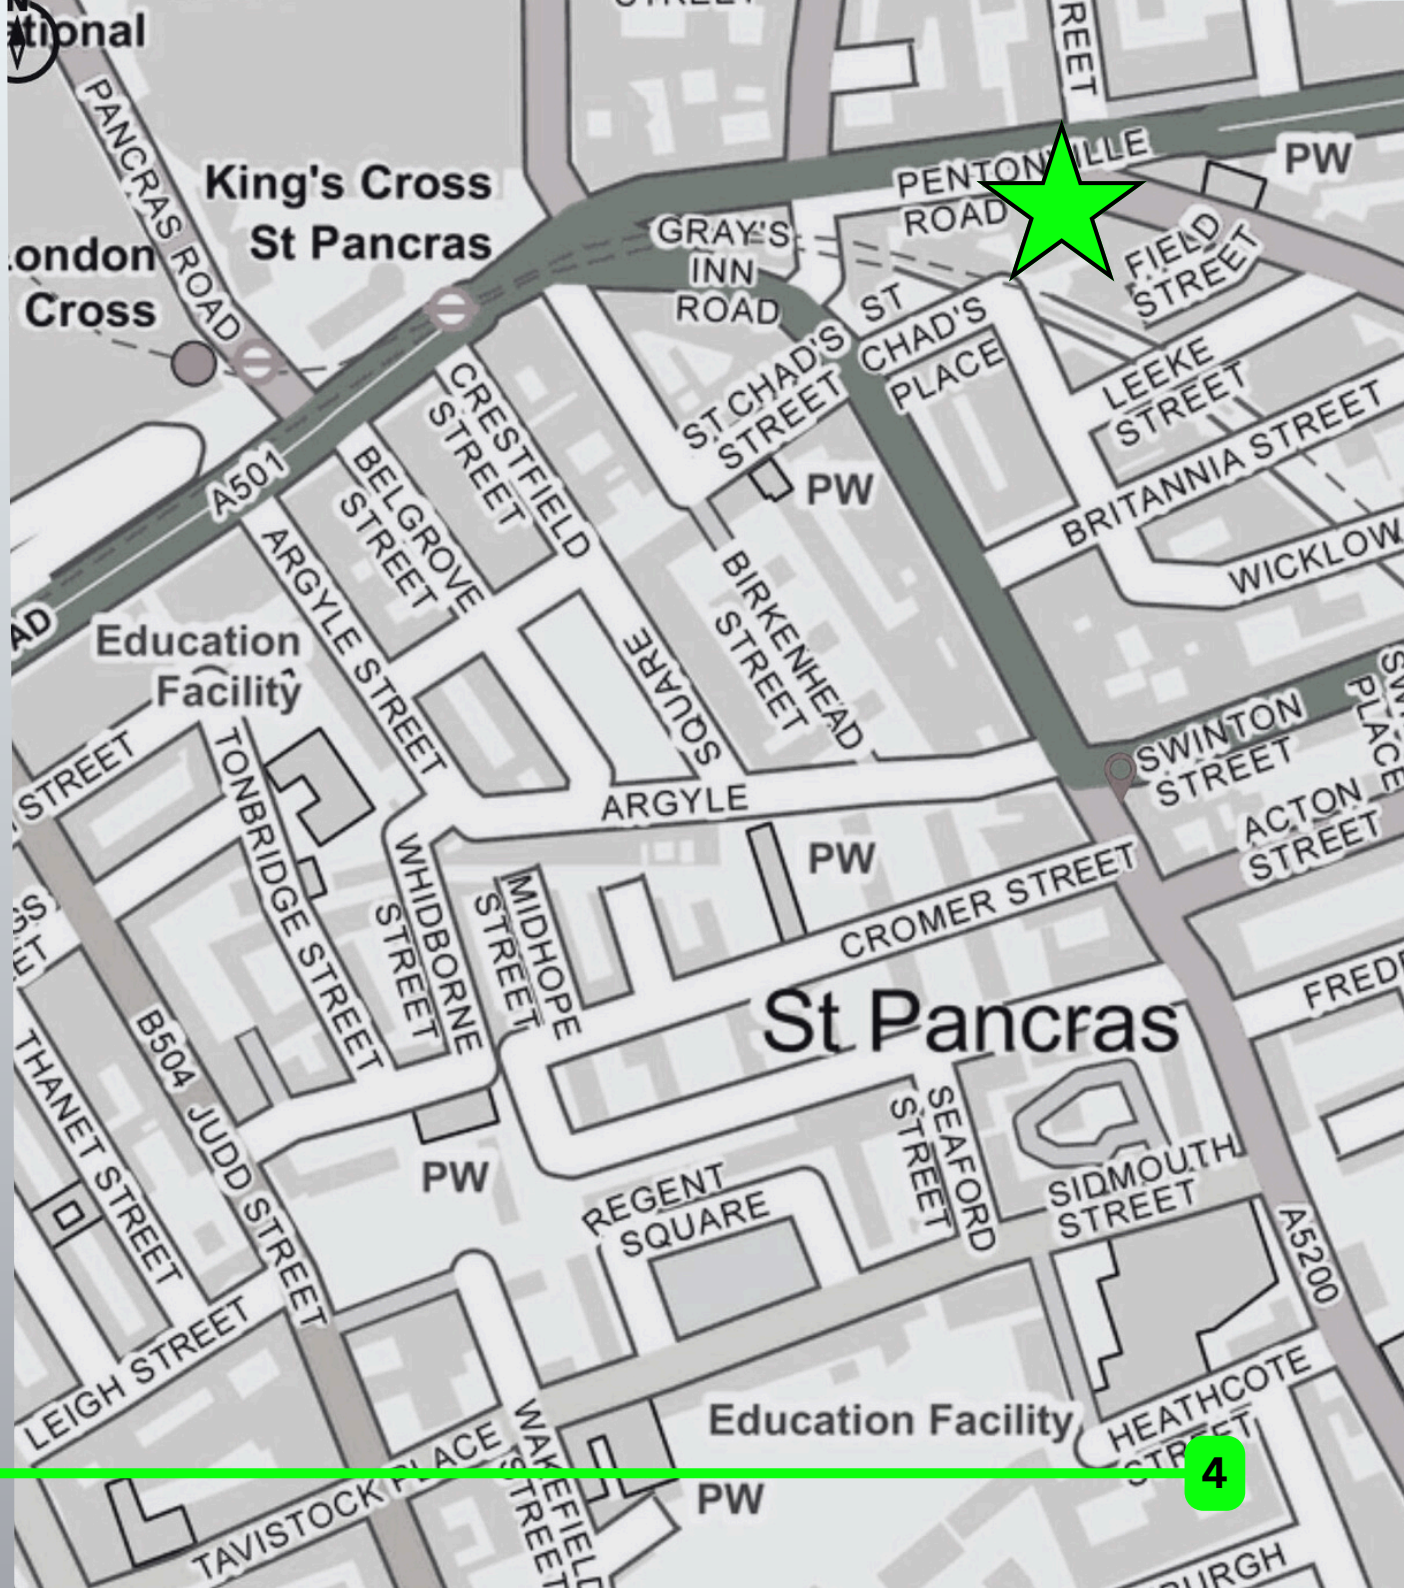 N
PANCRAS ROAD
King's Cross
St Pancras
Cross
PENTONVILLE
ROAD
PW
GRAY'S
INN
ROAD
FIELD
STREET
ST
CHAD'S
PLACE
ST CHAD'S
STREET
LEEKE
STREET
BRITANNIA STREET
WICKLOW
PW
A501
CRESTFIELD
STREET
BELGROVE
STREET
ARGYLE STREET
BIRKENHEAD
STREET
SQUARE
Education
Facility
STREET
TONBRIDGE STREET
ARGYLE
SWINTON
STREET
PLACE
ACTON
STREET
PW
WHIDBORNE
STREET
MIDHOPE
STREET
CROMER STREET
St Pancras
B504
JUDD STREET
THANET STREET
PW
SEAFORD
STREET
REGENT
SQUARE
SIDMOUTH
STREET
A5200
LEIGH STREET
Education Facility
HEATHCOTE
STREET
4
TAVISTOCK PLACE
WAKEFIELD
STREET
PW